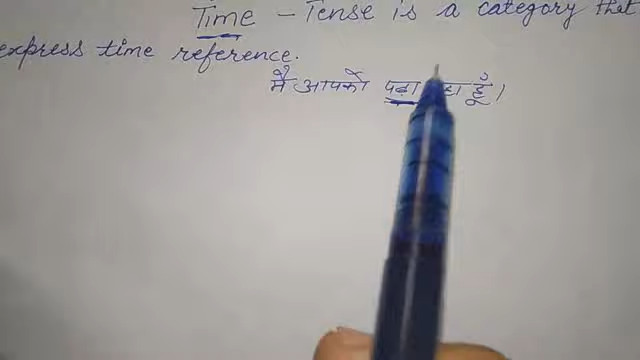 Time - Tense is a category that
express time reference.
मैं आपको पढ़ा हूँ।